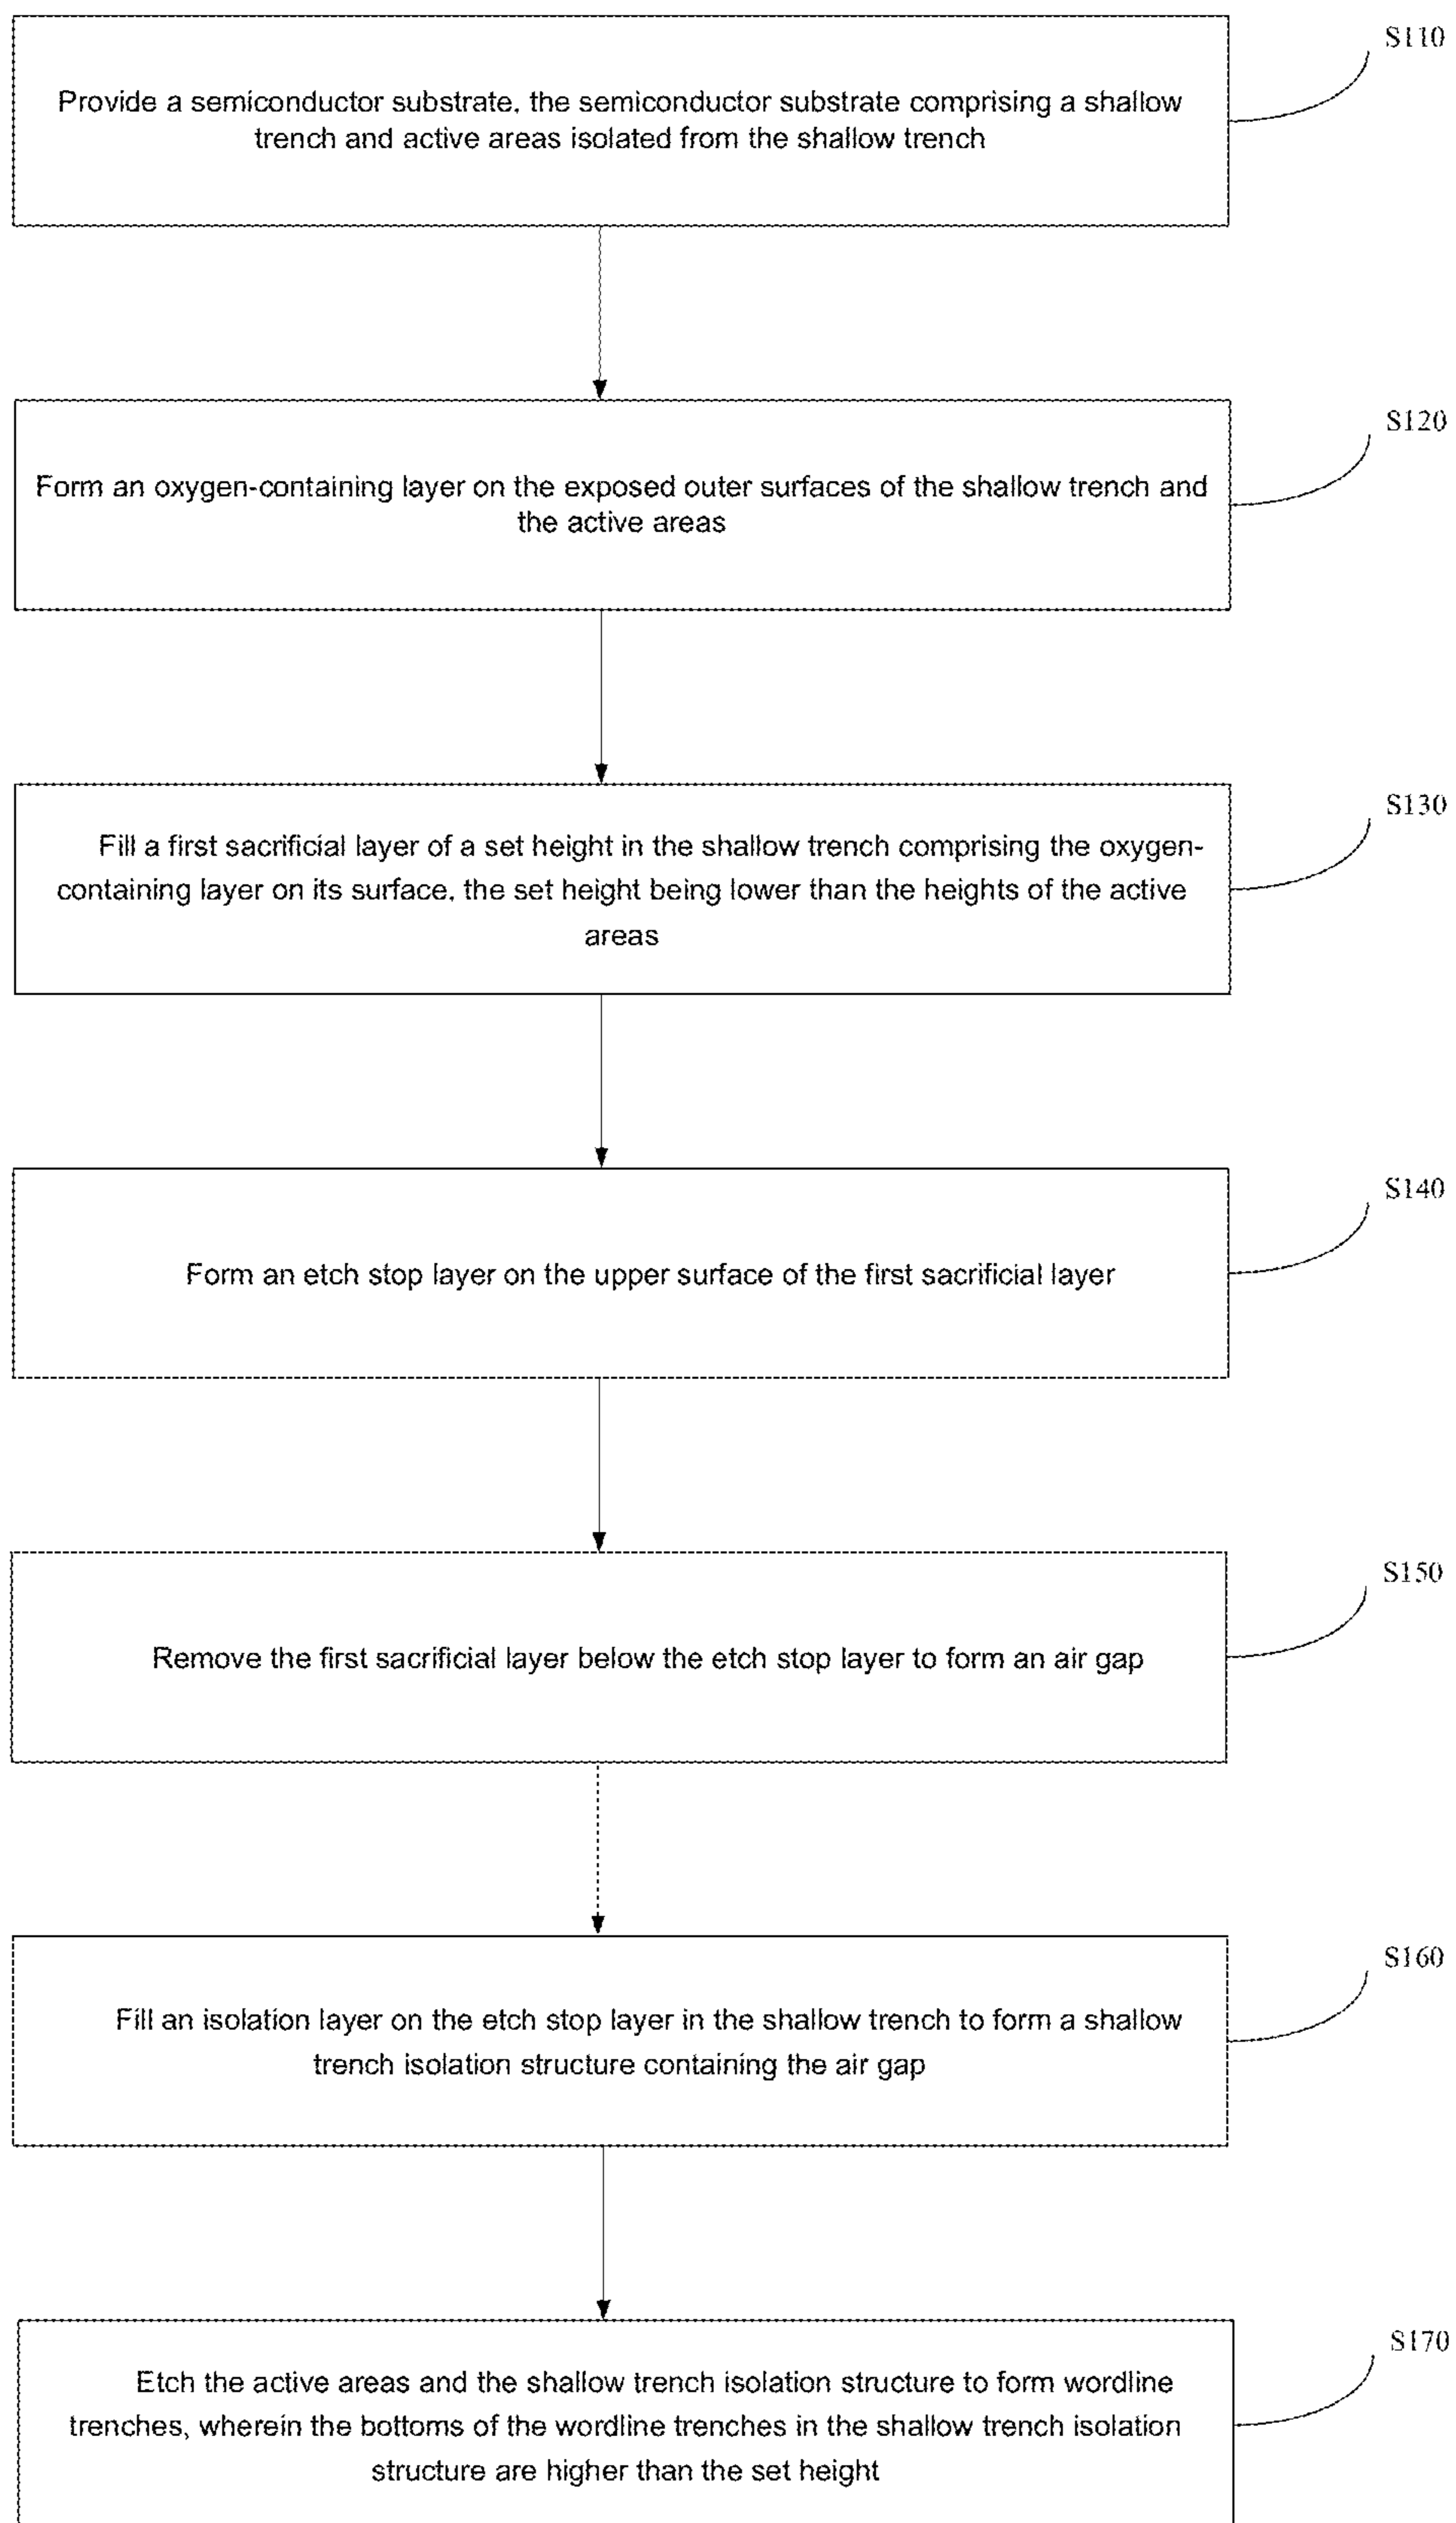 S110
Provide a semiconductor substrate, the semiconductor substrate comprising a shallow
trench and active areas isolated from the shallow trench
S120
Form an oxygen-containing layer on the exposed outer surfaces of the shallow trench and
the active areas
S130
Fill a first sacrificial layer of a set height in the shallow trench comprising the oxygen-
containing layer on its surface, the set height being lower than the heights of the active
areas
S140
Form an etch stop layer on the upper surface of the first sacrificial layer
S150
Remove the first sacrificial layer below the etch stop layer to form an air gap
S160
Fill an isolation layer on the etch stop layer in the shallow trench to form a shallow
trench isolation structure containing the air gap
S170
Etch the active areas and the shallow trench isolation structure to form wordline
trenches, wherein the bottoms of the wordline trenches in the shallow trench isolation
structure are higher than the set height